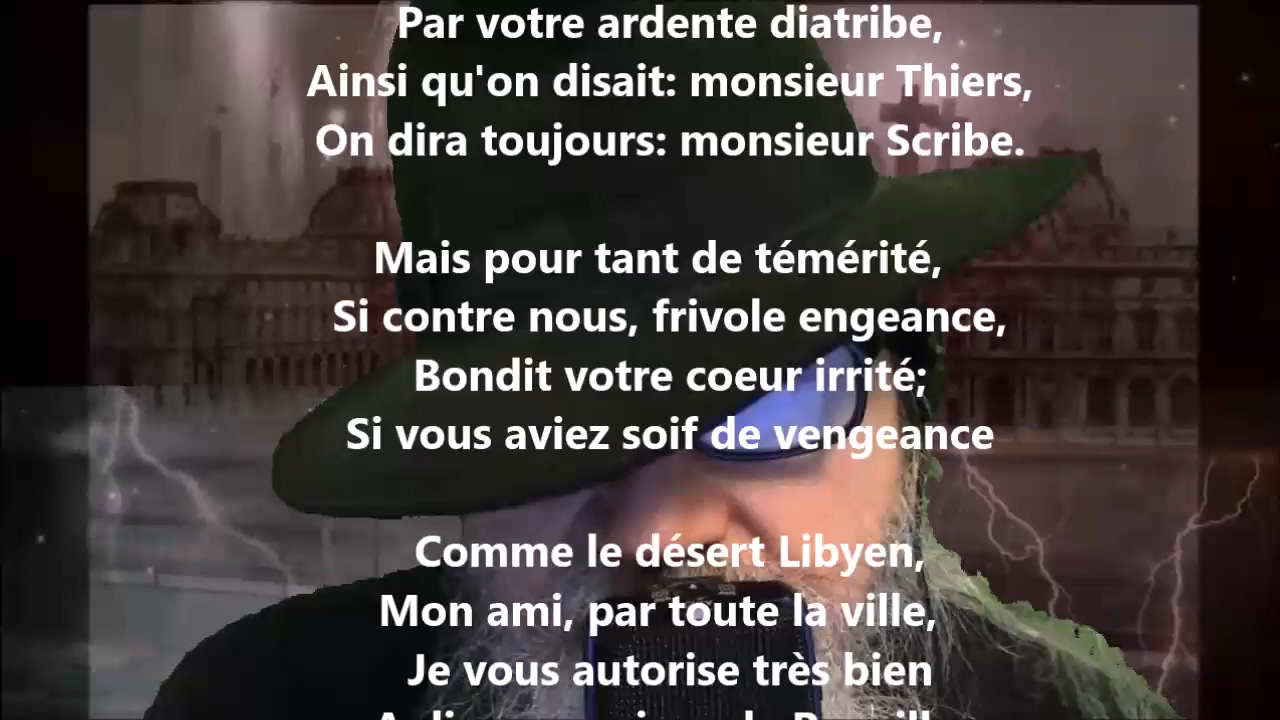 Par votre ardente diatribe,
Ainsi qu'on disait: monsieur Thiers,
On dira toujours: monsieur Scribe.
Mais pour tant de témérité,
Si contre nous, frivole engeance,
Bondit votre coeur irrité;
Si vous aviez soif de vengeance
Comme le désert Libyen,
Mon ami, par toute la ville,
Je vous autorise très bien